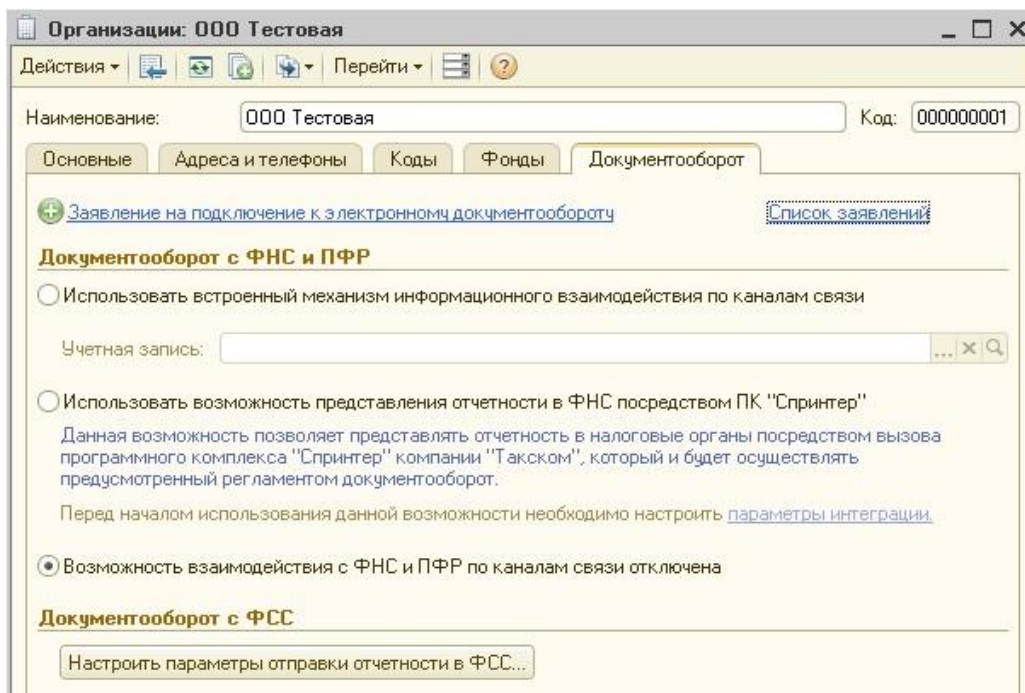 Организации: ООО Тестовая
Действия Перейти
Наименование: ООО Тестовая Код: 000000001
Основные Адреса и телефоны Коды Фонды Документооборот
Заявление на подключение к электронному документообороту Список заявлений
Документооборот с ФНС и ПФР
Использовать встроенный механизм информационного взаимодействия по каналам связи
Учетная запись:
Использовать возможность представления отчетности в ФНС посредством ПК "Спринтер"
Данная возможность позволяет представлять отчетность в налоговые органы посредством вызова
программного комплекса "Спринтер" компании "Такском", который и будет осуществлять
предусмотренный регламентом документооборот.
Перед началом использования данной возможности необходимо настроить параметры интеграции.
Возможность взаимодействия с ФНС и ПФР по каналам связи отключена
Документооборот с ФСС
Настроить параметры отправки отчетности в ФСС...